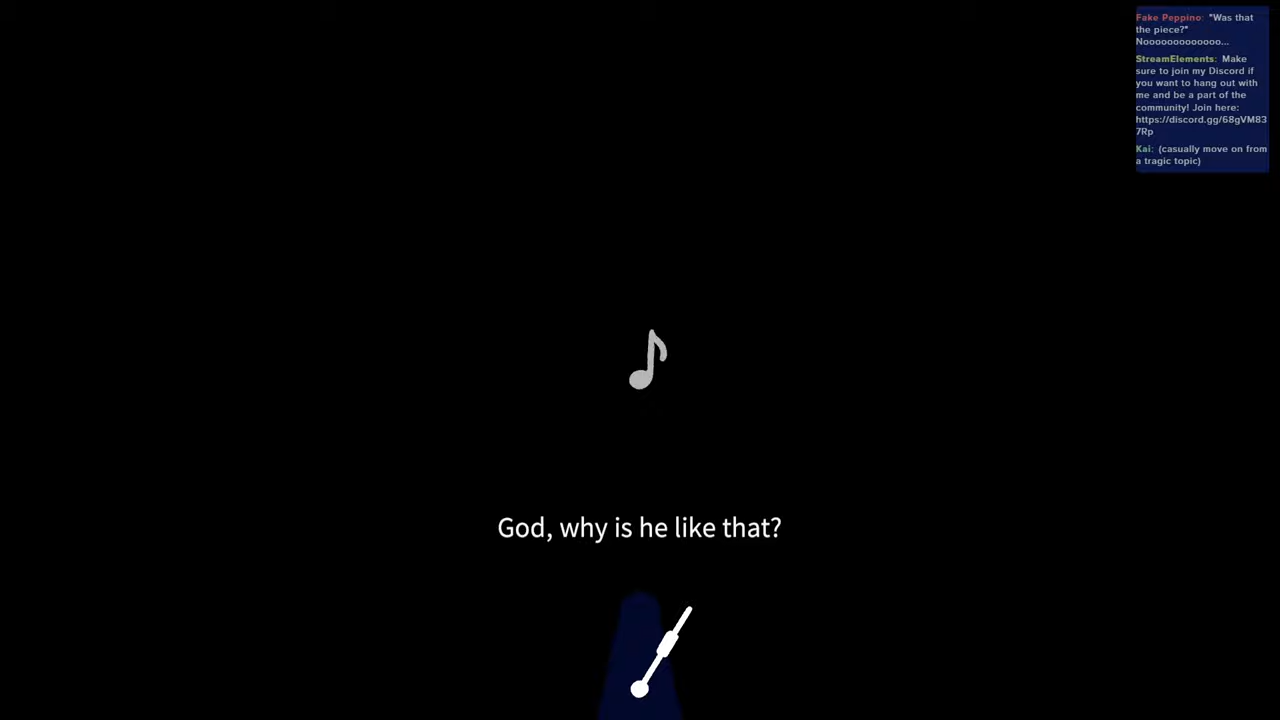 Fake Peppino: "Was that
the piece?"
Nooooooooooooo...
StreamElements: Make
sure to join my Discord if
you want to hang out with
me and be a part of the
community! Join here:
https://discord.gg/68gVM83
7Rp
Kai: (casually move on from
a tragic topic)
God, why is he like that?